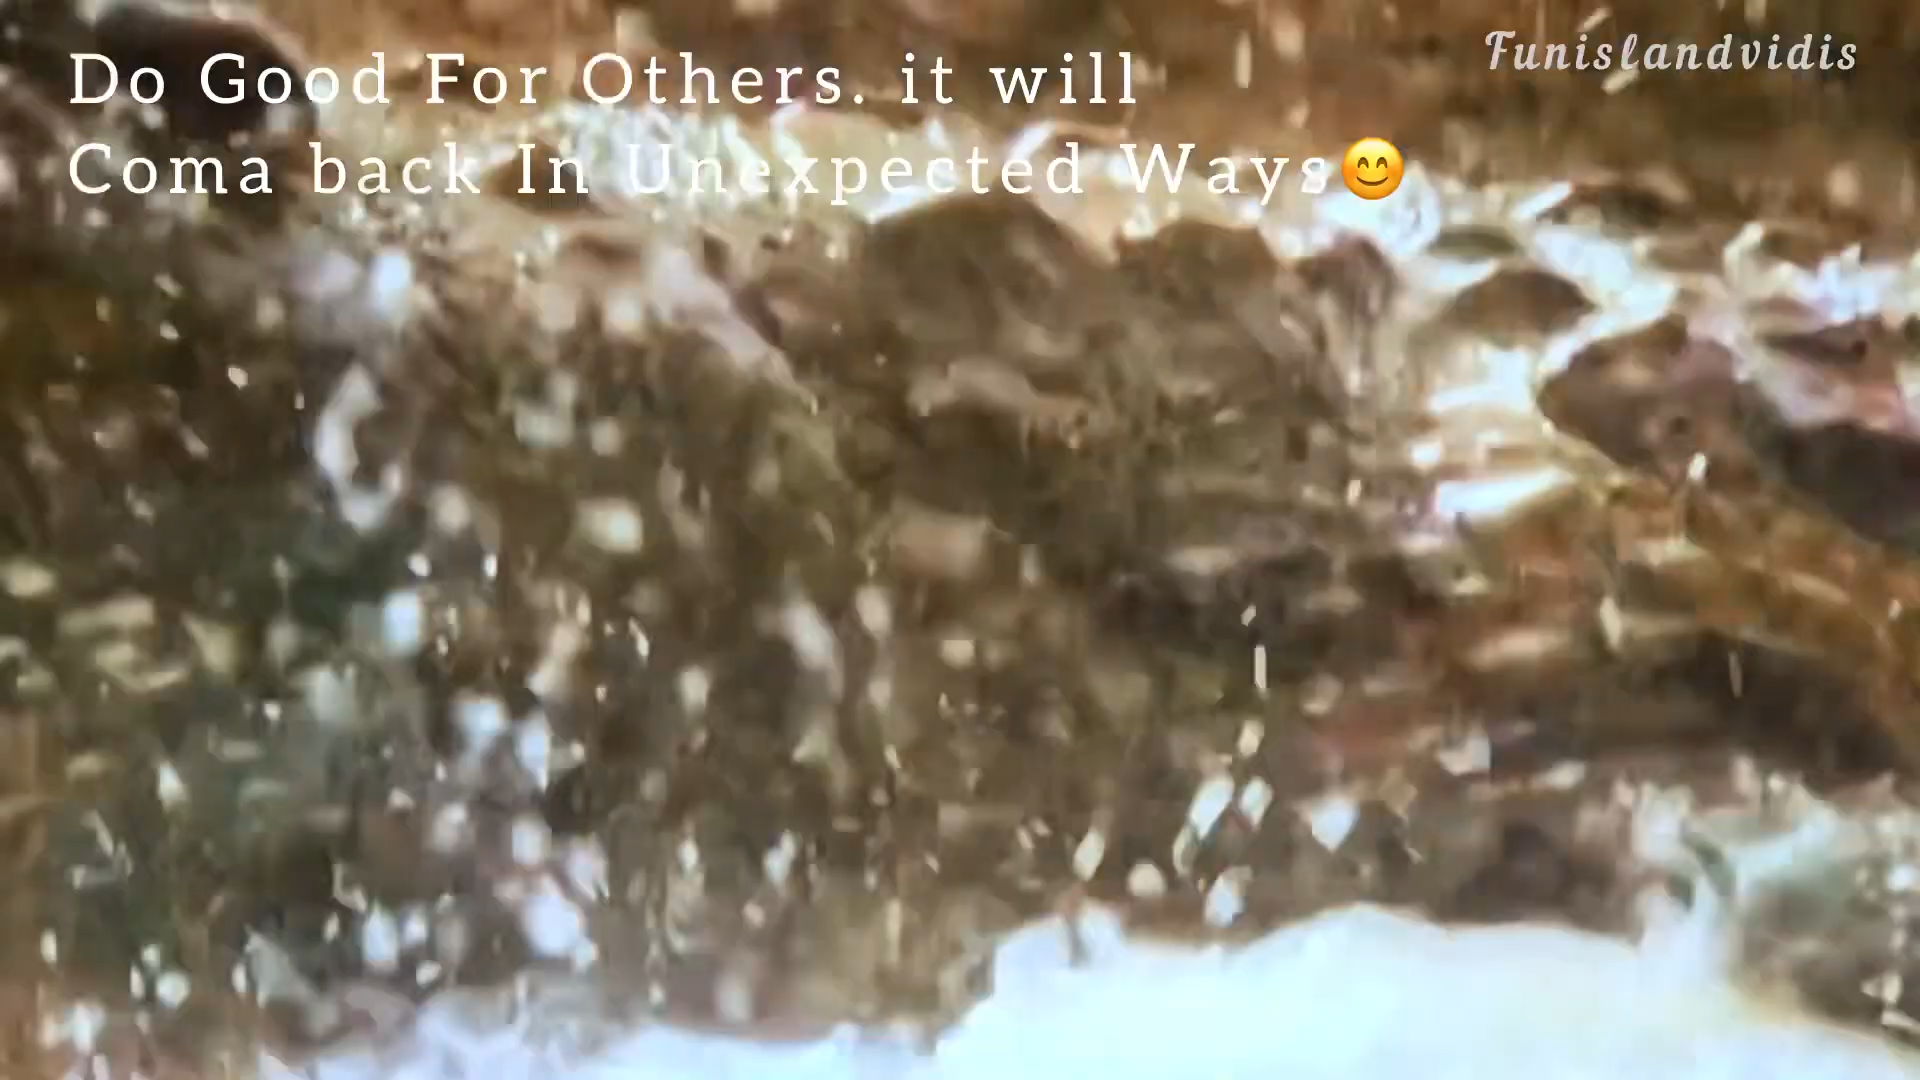 Do Good For Others. it will
Coma back In Unexpected Ways😊
Funislandvidis